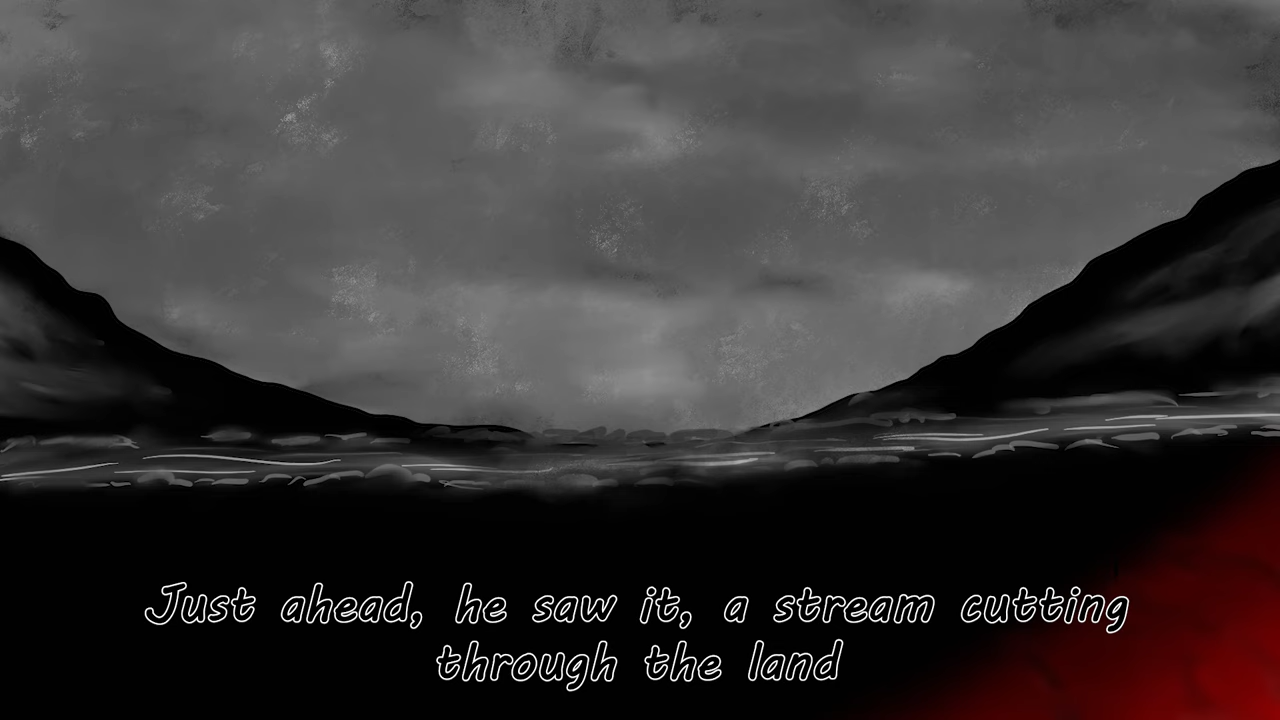 Just ahead, he saw it, a stream cutting
through the land